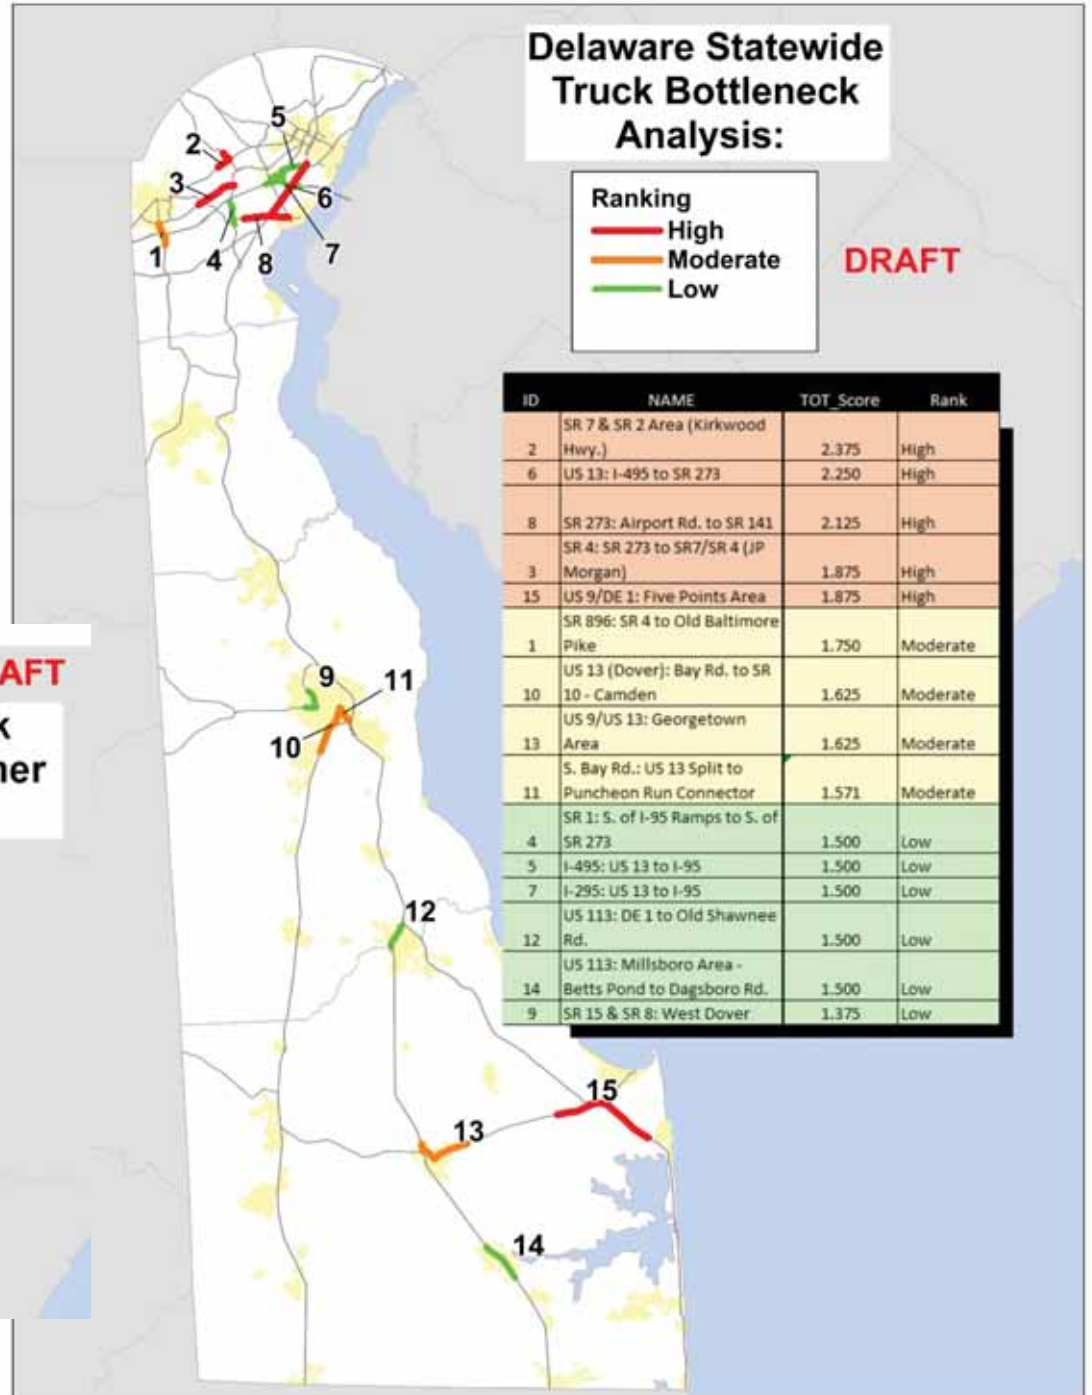 Delaware Statewide
Truck Bottleneck
Analysis:
Ranking
High
Moderate
Low
DRAFT
5
2
3
6
1
4
8
7
ID NAME TOT_Score Rank
SR 7 & SR 2 Area (Kirkwood
2 Hwy.) 2.375 High
6 US 13: I-495 to SR 273 2.250 High
8 SR 273: Airport Rd. to SR 141 2.125 High
SR 4: SR 273 to SR7/SR 4 (JP
3 Morgan) 1.875 High
15 US 9/DE 1: Five Points Area 1.875 High
SR 896: SR 4 to Old Baltimore
1 Pike 1.750 Moderate
US 13 (Dover): Bay Rd. to SR
10 10 - Camden 1.625 Moderate
US 9/US 13: Georgetown
13 Area 1.625 Moderate
S. Bay Rd.: US 13 Split to
11 Puncheon Run Connector 1.571 Moderate
SR 1: S. of I-95 Ramps to S. of
4 SR 273 1.500 Low
5 I-495: US 13 to I-95 1.500 Low
7 I-295: US 13 to I-95 1.500 Low
US 113: DE 1 to Old Shawnee
12 Rd. 1.500 Low
US 113: Millsboro Area -
14 Betts Pond to Dagsboro Rd. 1.500 Low
9 SR 15 & SR 8: West Dover 1.375 Low
AFT
k
ner
9
11
10
12
15
13
14